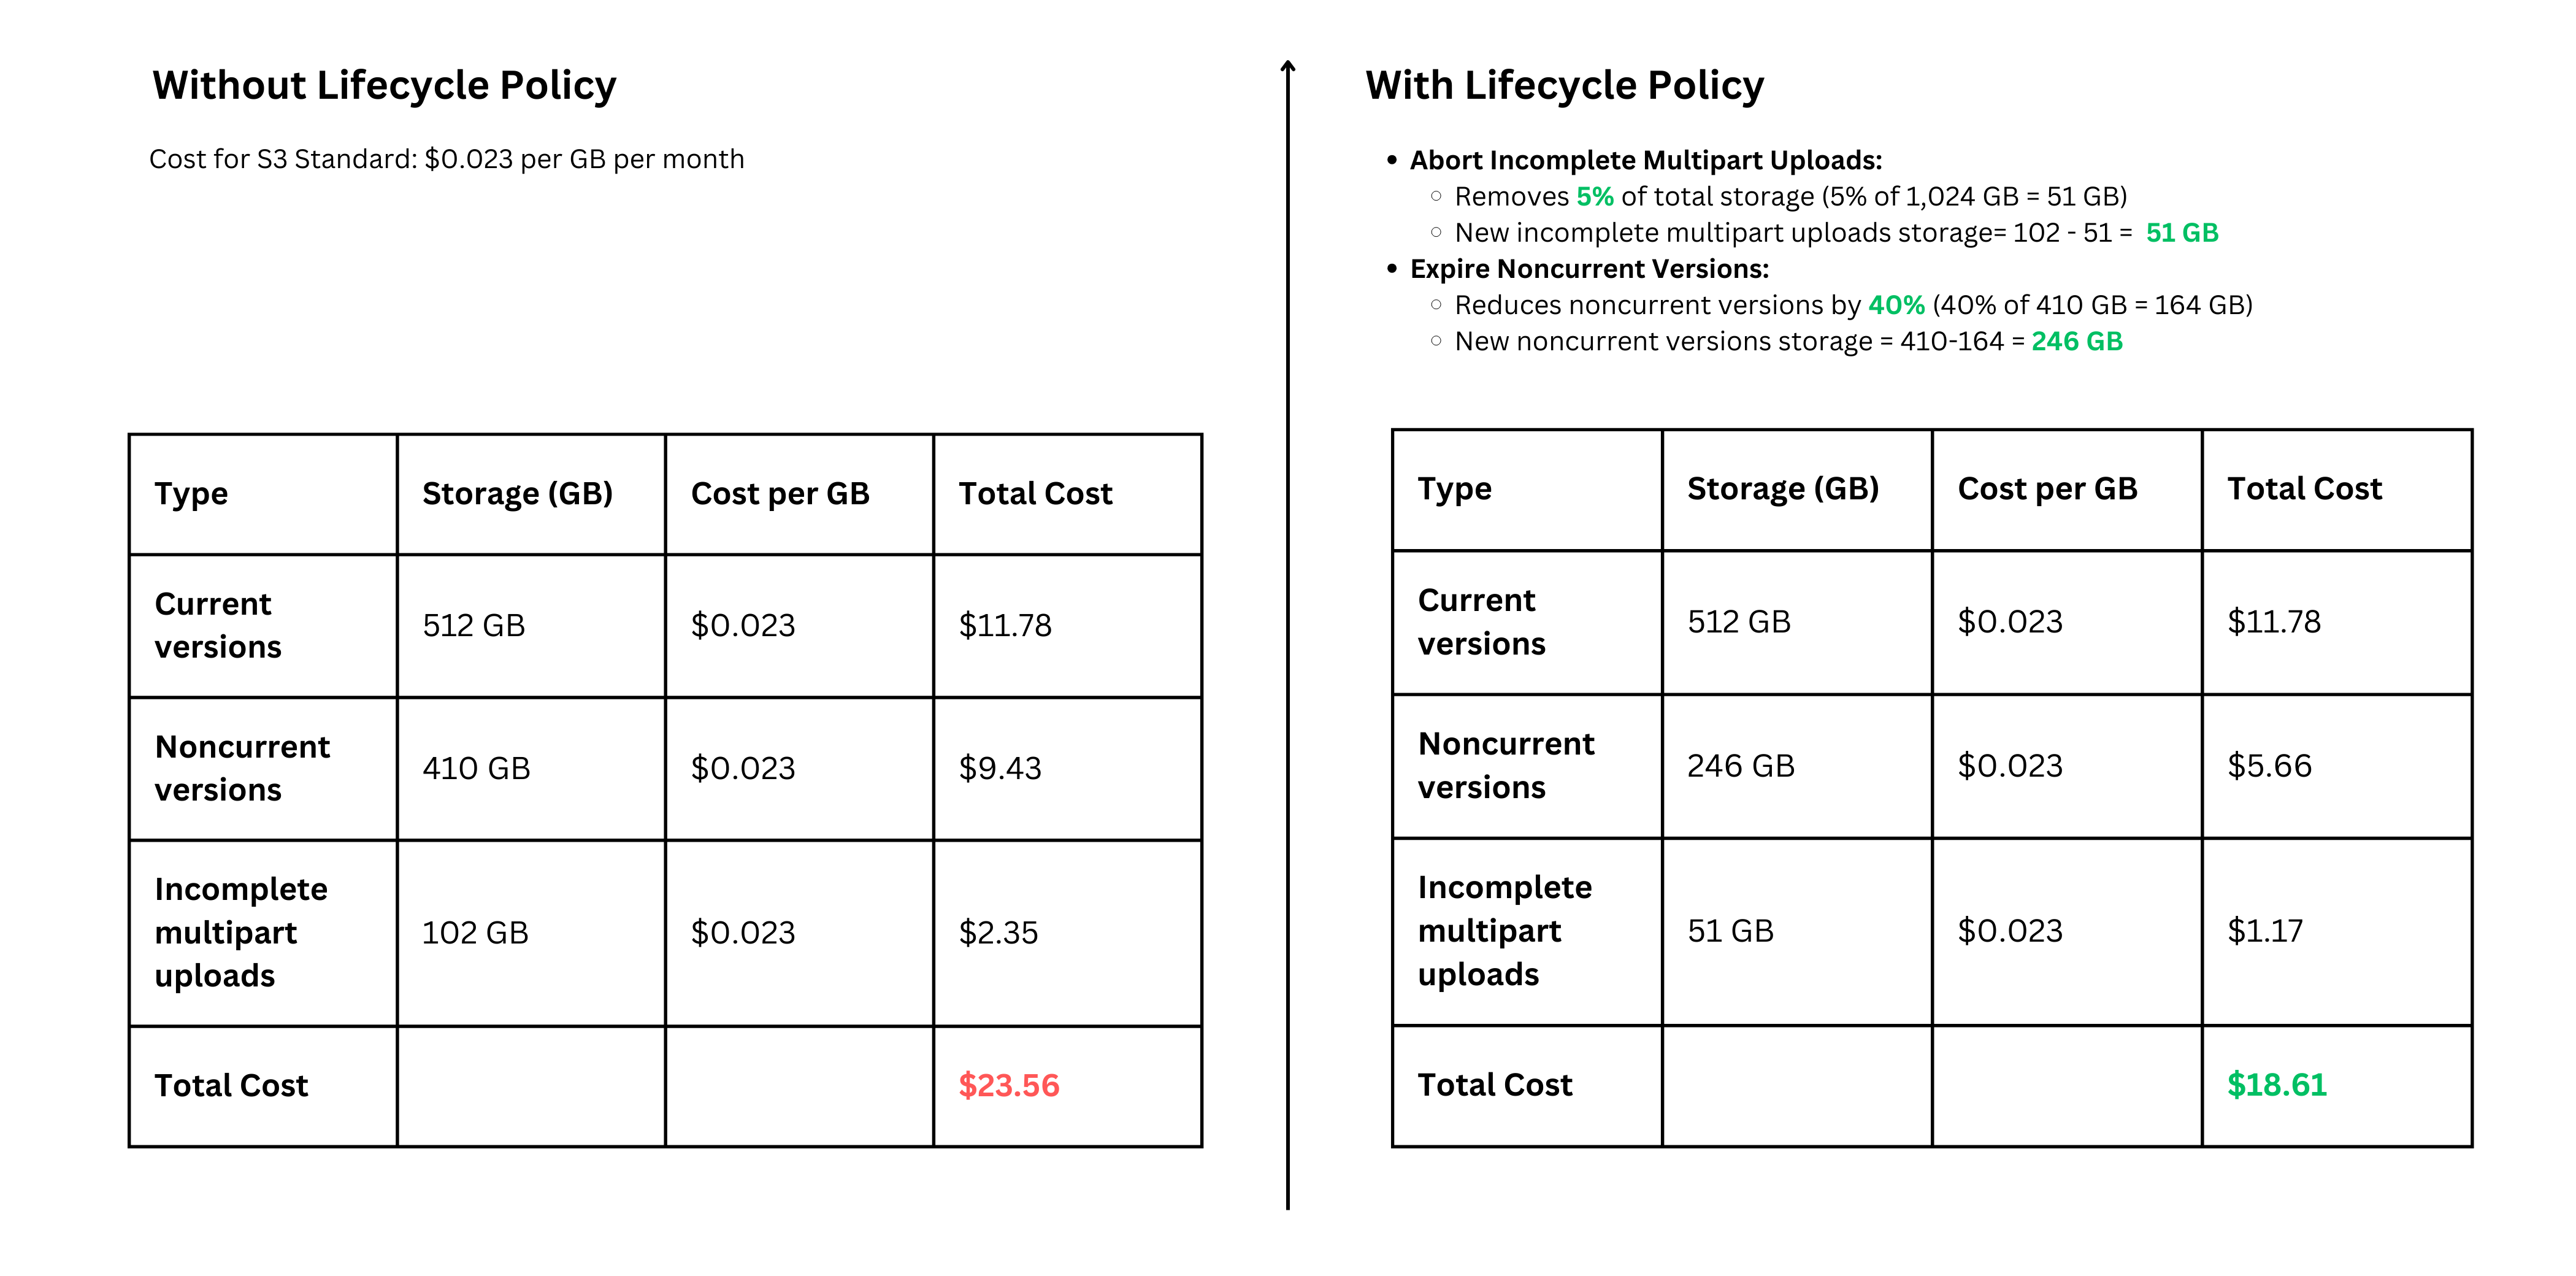 Without Lifecycle Policy
Cost for S3 Standard: $0.023 per GB per month
Type Storage (GB) Cost per GB Total Cost
Current
versions
512 GB $0.023 $11.78
Noncurrent
versions
410 GB $0.023 $9.43
Incomplete
multipart
uploads
102 GB $0.023 $2.35
Total Cost $23.56
With Lifecycle Policy
• Abort Incomplete Multipart Uploads:
○ Removes 5% of total storage (5% of 1,024 GB = 51 GB)
○ New incomplete multipart uploads storage= 102 - 51 = 51 GB
• Expire Noncurrent Versions:
○ Reduces noncurrent versions by 40% (40% of 410 GB = 164 GB)
○ New noncurrent versions storage = 410-164 = 246 GB
Type Storage (GB) Cost per GB Total Cost
Current
versions
512 GB $0.023 $11.78
Noncurrent
versions
246 GB $0.023 $5.66
Incomplete
multipart
uploads
51 GB $0.023 $1.17
Total Cost $18.61